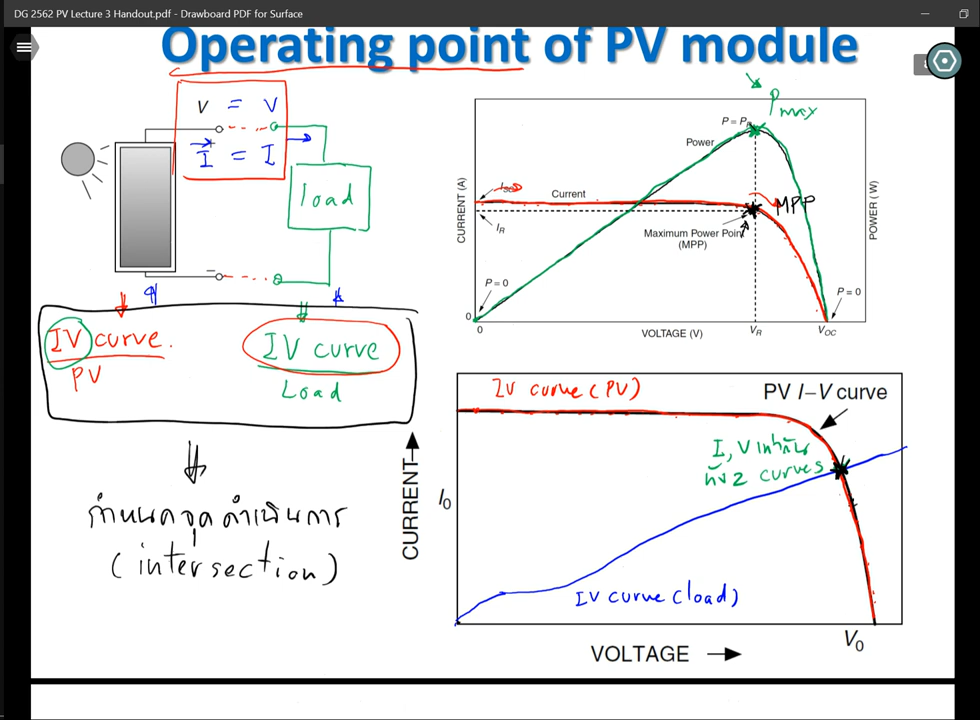 DG 2562 PV Lecture 3 Handout.pdf - Drawboard PDF for Surface
Operating point of PV module
V = V
I = I
load
IV curve.
PV
IV curve
Load
กำหนดจุดดำเนินการ
(intersection)
Pmax
P = PR
Power
ISC
Current
MPP
IR
Maximum Power Point
(MPP)
P = 0
P = 0
0
0
VOLTAGE (V)
VR
VOC
CURRENT (A)
POWER (W)
IV curve (PV)
PV I–V curve
I, V เท่ากัน
ทั้ง 2 curves
I0
CURRENT
IV curve (load)
V0
VOLTAGE